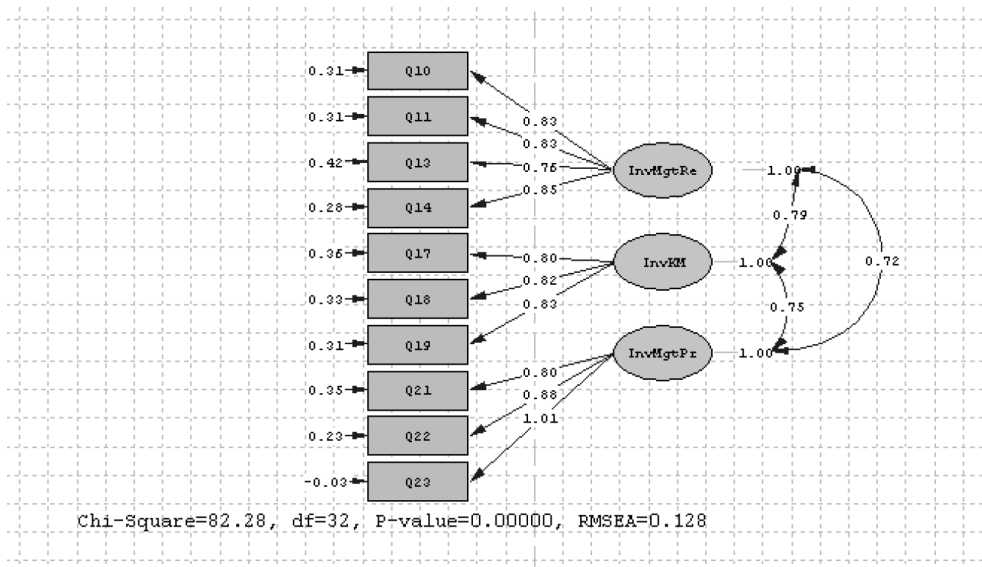 0.31 Q10
0.83
0.31 Q11
0.83
0.42 Q13 0.76 InvMgtRe 1.00
0.85
0.28 Q14
0.79
0.36 Q17 0.80 InvKM 1.00 0.72
0.82
0.33 Q18
0.83
0.75
0.31 Q19
InvMgtPr 1.00
0.80
0.35 Q21
0.88
1.01
0.23 Q22
-0.03 Q23
Chi-Square=82.28, df=32, P-value=0.00000, RMSEA=0.128